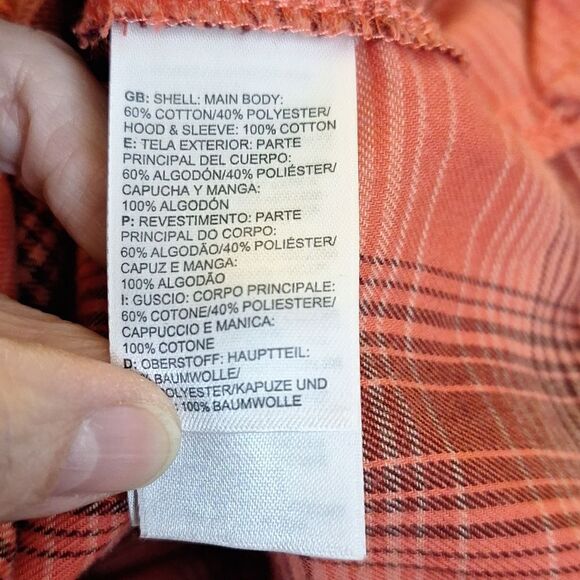 GB: SHELL: MAIN BODY:
60% COTTON/40% POLYESTER/
HOOD & SLEEVE: 100% COTTON
E: TELA EXTERIOR: PARTE
PRINCIPAL DEL CUERPO:
60% ALGODÓN/40% POLIÉSTER/
CAPUCHA Y MANGA:
100% ALGODÓN
P: REVESTIMENTO: PARTE
PRINCIPAL DO CORPO:
60% ALGODÃO/40% POLIÉSTER/
CAPUZ E MANGA:
100% ALGODÃO
I: GUSCIO: CORPO PRINCIPALE:
60% COTONE/40% POLIESTERE/
CAPPUCCIO E MANICA:
100% COTONE
D: OBERSTOFF: HAUPTTEIL:
% BAUMWOLLE/
POLYESTER/KAPUZE UND
: 100% BAUMWOLLE